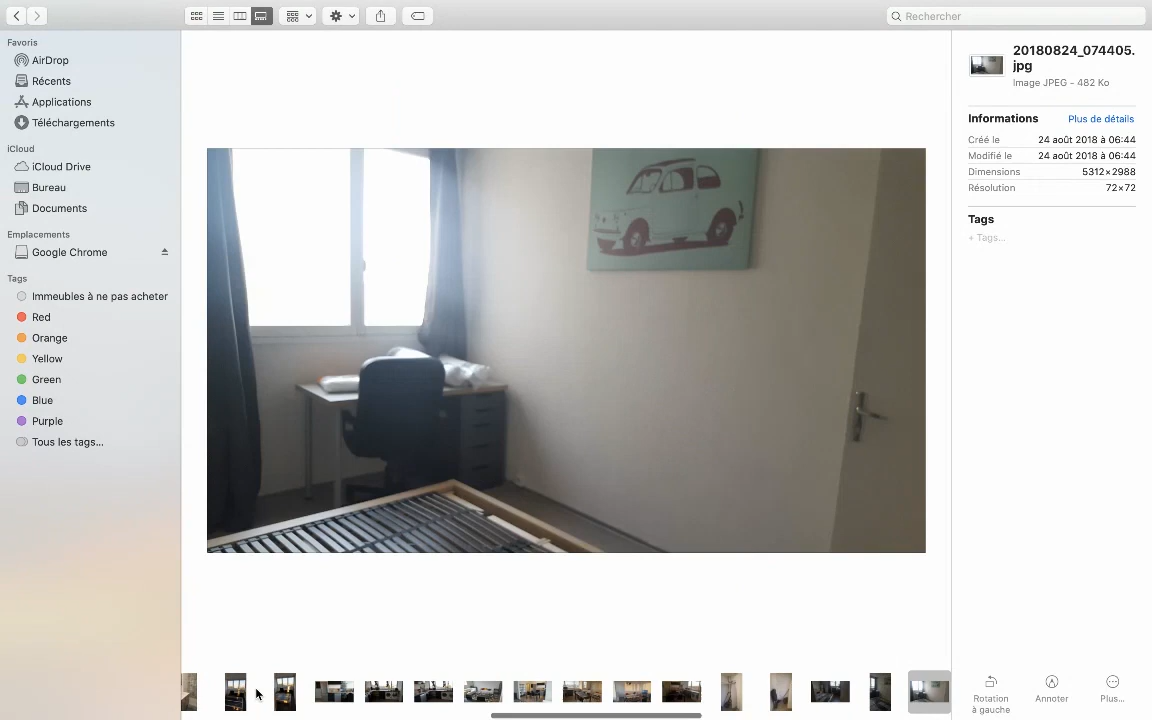 Rechercher
Favoris
AirDrop
Récents
Applications
Téléchargements
iCloud
iCloud Drive
Bureau
Documents
Emplacements
Google Chrome
Tags
Immeubles à ne pas acheter
Red
Orange
Yellow
Green
Blue
Purple
Tous les tags...
20180824_074405.
jpg
Image JPEG - 482 Ko
Informations Plus de détails
Créé le 24 août 2018 à 06:44
Modifié le 24 août 2018 à 06:44
Dimensions 5312×2988
Résolution 72×72
Tags
+ Tags...
Rotation
à gauche
Annoter
Plus...